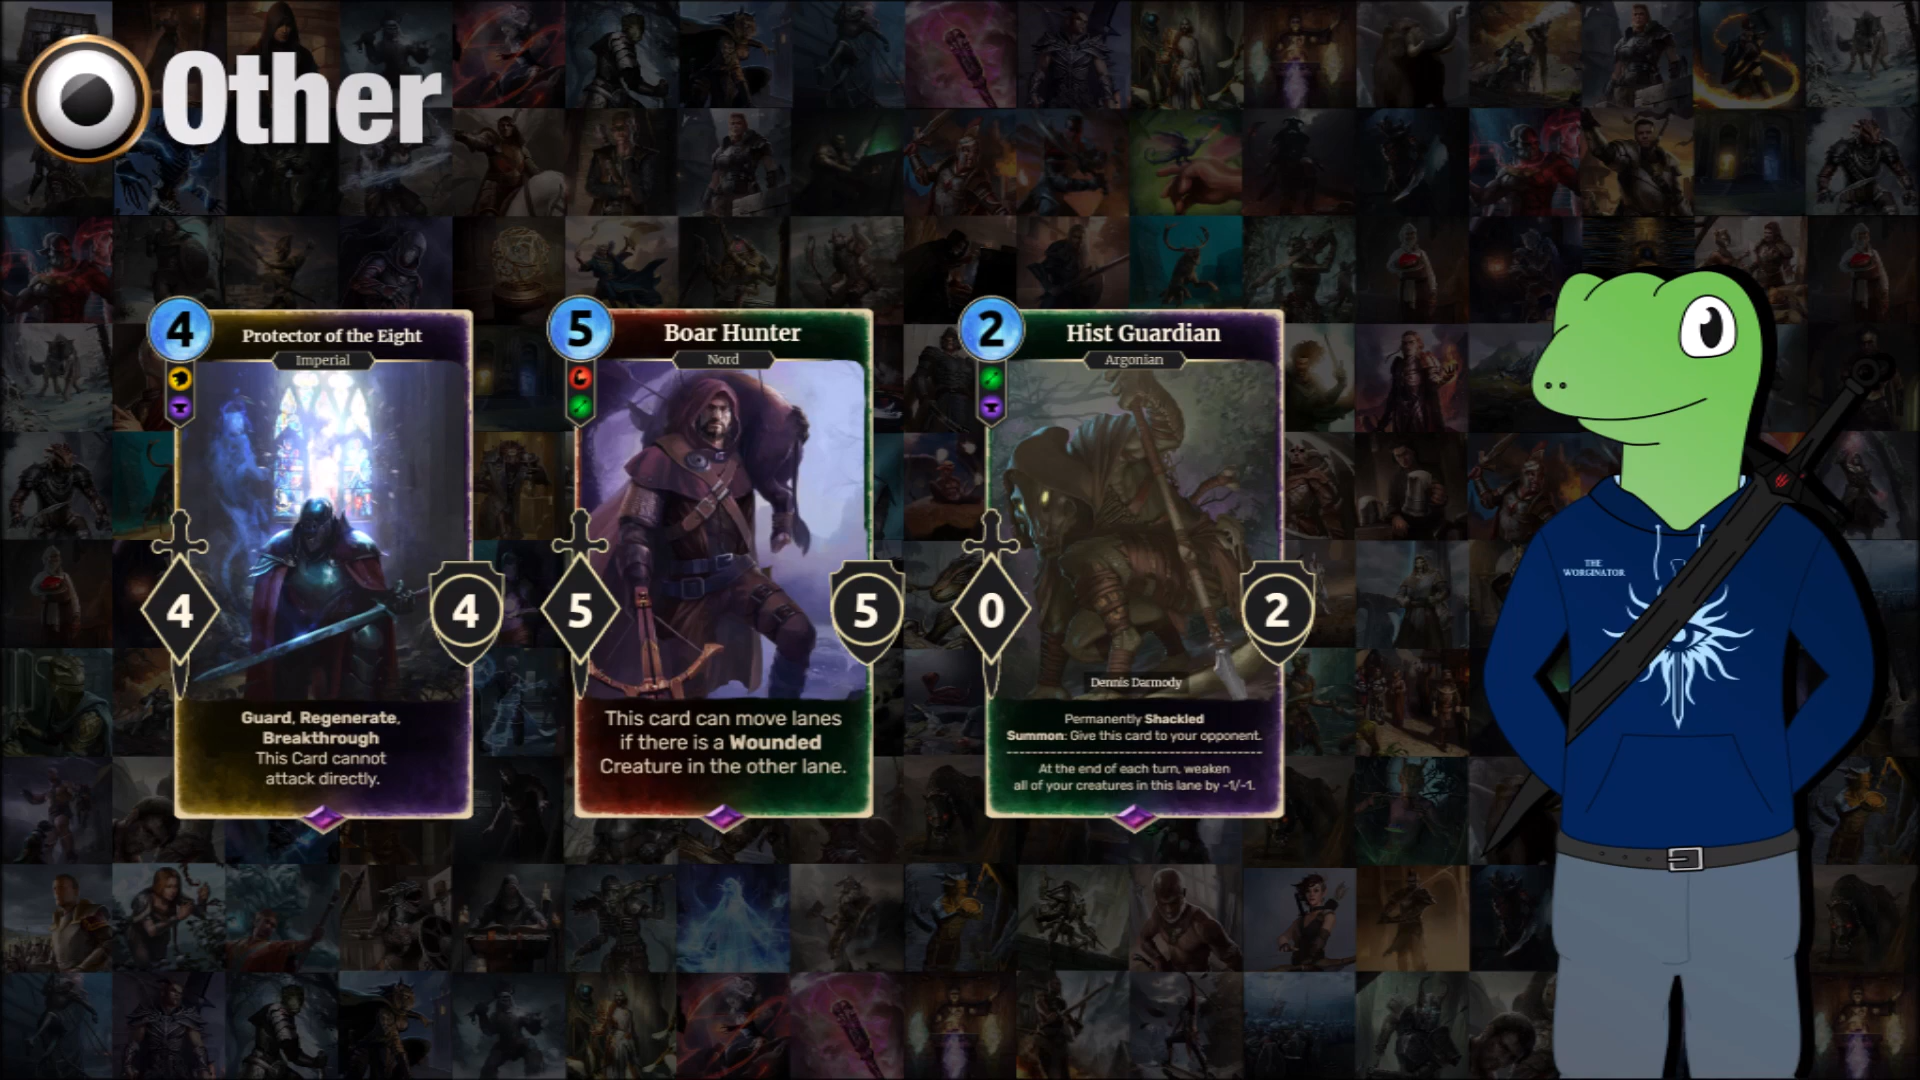 Other
4
Protector of the Eight
Imperial
4
4
Guard, Regenerate,
Breakthrough
This Card cannot
attack directly.
5
Boar Hunter
Nord
5
5
This card can move lanes
if there is a Wounded
Creature in the other lane.
2
Hist Guardian
Argonian
0
2
Dennis Darmody
Permanently Shackled
Summon: Give this card to your opponent.
At the end of each turn, weaken
all of your creatures in this lane by -1/-1.
THE
WORGINATOR